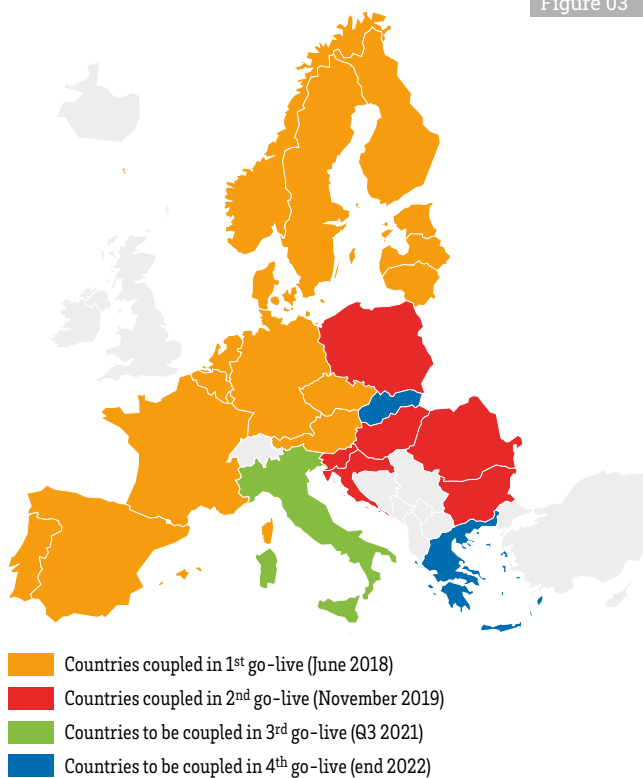 Figure 03
Countries coupled in 1st go-live (June 2018)
Countries coupled in 2nd go-live (November 2019)
Countries to be coupled in 3rd go-live (Q3 2021)
Countries to be coupled in 4th go-live (end 2022)